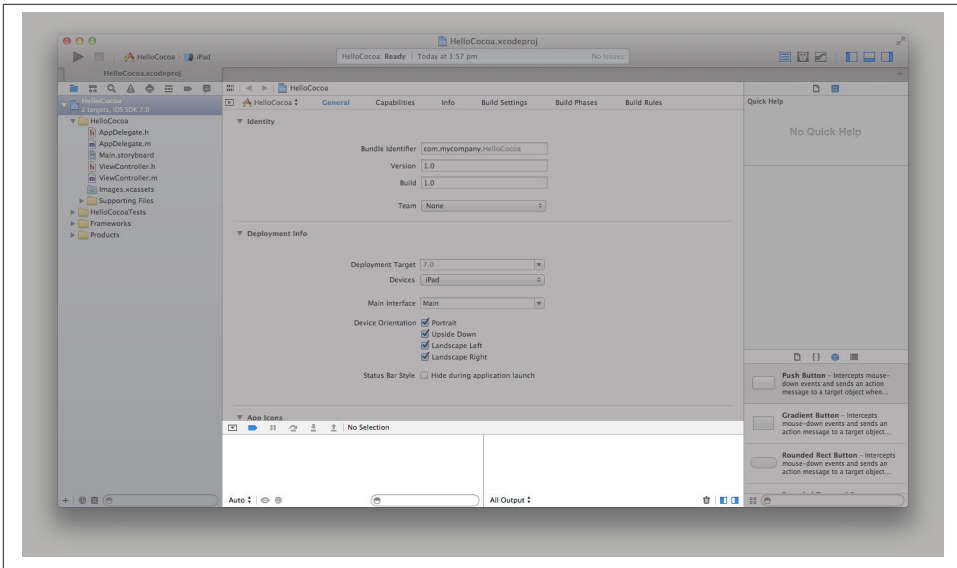 HelloCocoa.xcodeproj
HelloCocoa iPad
HelloCocoa: Ready | Today at 3:57 pm
No Issues
HelloCocoa.xcodeproj
HelloCocoa
2 targets, iOS SDK 7.0
HelloCocoa
AppDelegate.h
AppDelegate.m
Main.storyboard
ViewController.h
ViewController.m
Images.xcassets
Supporting Files
HelloCocoaTests
Frameworks
Products
HelloCocoa
HelloCocoa General Capabilities Info Build Settings Build Phases Build Rules
Identity
Bundle Identifier com.mycompany.HelloCocoa
Version 1.0
Build 1.0
Team None
Deployment Info
Deployment Target 7.0
Devices iPad
Main Interface Main
Device Orientation Portrait
Upside Down
Landscape Left
Landscape Right
Status Bar Style Hide during application launch
App Icons
No Selection
Auto
All Output
Quick Help
No Quick Help
Push Button – Intercepts mouse-
down events and sends an action
message to a target object when...
Gradient Button – Intercepts
mouse-down events and sends an
action message to a target object...
Rounded Rect Button – Intercepts
mouse-down events and sends an
action message to a target object...